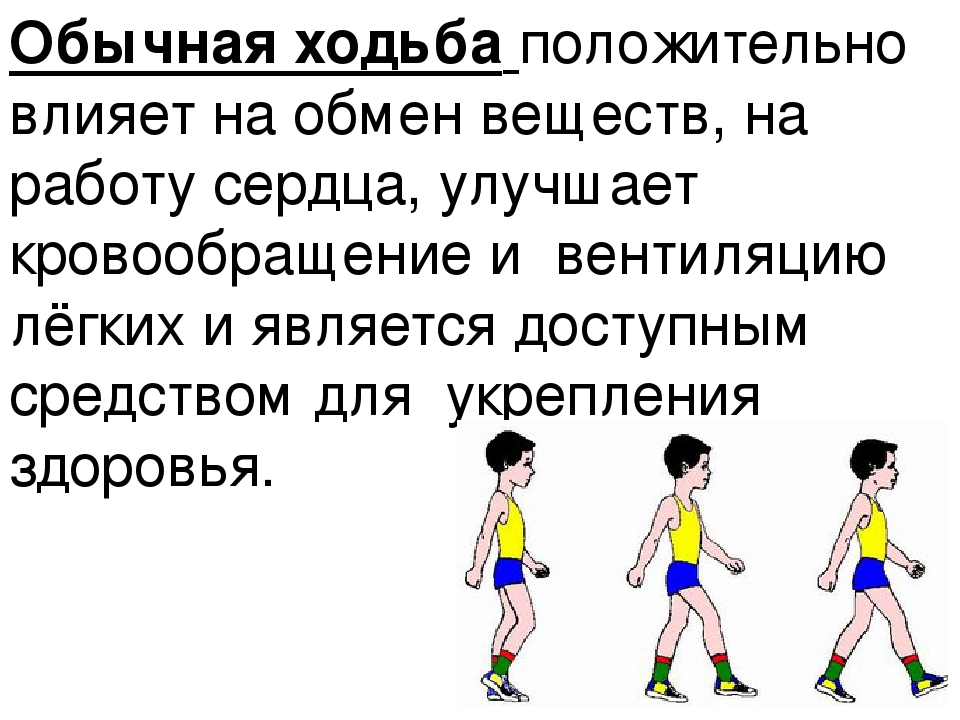 Обычная ходьба положительно
влияет на обмен веществ, на
работу сердца, улучшает
кровообращение и вентиляцию
лёгких и является доступным
средством для укрепления
здоровья.